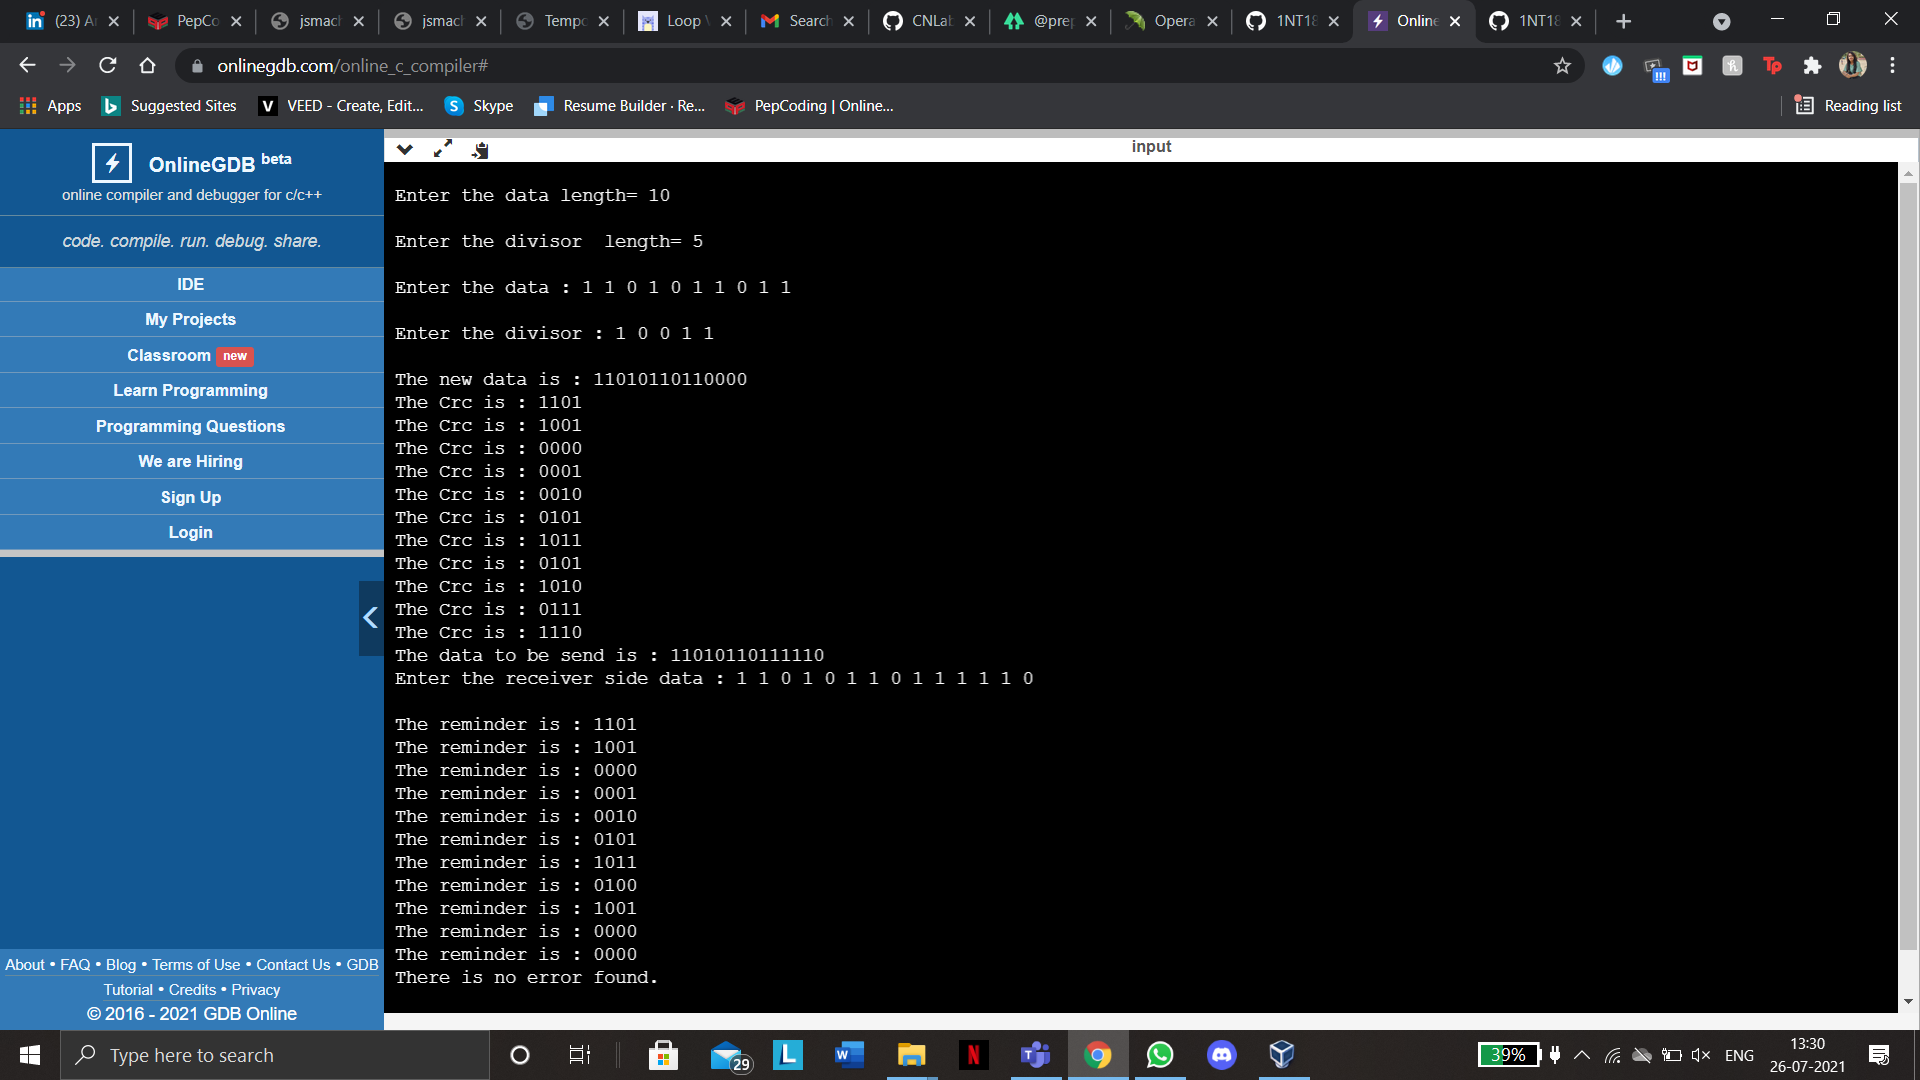 (23) A
PepCo
jsmach
jsmach
Tempo
Loop
Search
CNLab
@prep
Opera
1NT18
Online
1NT18
onlinegdb.com/online_c_compiler#
Apps
Suggested Sites
VEED - Create, Edit...
Skype
Resume Builder · Re...
PepCoding | Online...
Reading list
OnlineGDB beta
online compiler and debugger for c/c++
code. compile. run. debug. share.
IDE
My Projects
Classroom new
Learn Programming
Programming Questions
We are Hiring
Sign Up
Login
About • FAQ • Blog • Terms of Use • Contact Us • GDB
Tutorial • Credits • Privacy
© 2016 - 2021 GDB Online
input
Enter the data length= 10
Enter the divisor  length= 5
Enter the data : 1 1 0 1 0 1 1 0 1 1
Enter the divisor : 1 0 0 1 1
The new data is : 11010110110000
The Crc is : 1101
The Crc is : 1001
The Crc is : 0000
The Crc is : 0001
The Crc is : 0010
The Crc is : 0101
The Crc is : 1011
The Crc is : 0101
The Crc is : 1010
The Crc is : 0111
The Crc is : 1110
The data to be send is : 11010110111110
Enter the receiver side data : 1 1 0 1 0 1 1 0 1 1 1 1 1 0
The reminder is : 1101
The reminder is : 1001
The reminder is : 0000
The reminder is : 0001
The reminder is : 0010
The reminder is : 0101
The reminder is : 1011
The reminder is : 0100
The reminder is : 1001
The reminder is : 0000
The reminder is : 0000
There is no error found.
Type here to search
29
39%
ENG
13:30
26-07-2021